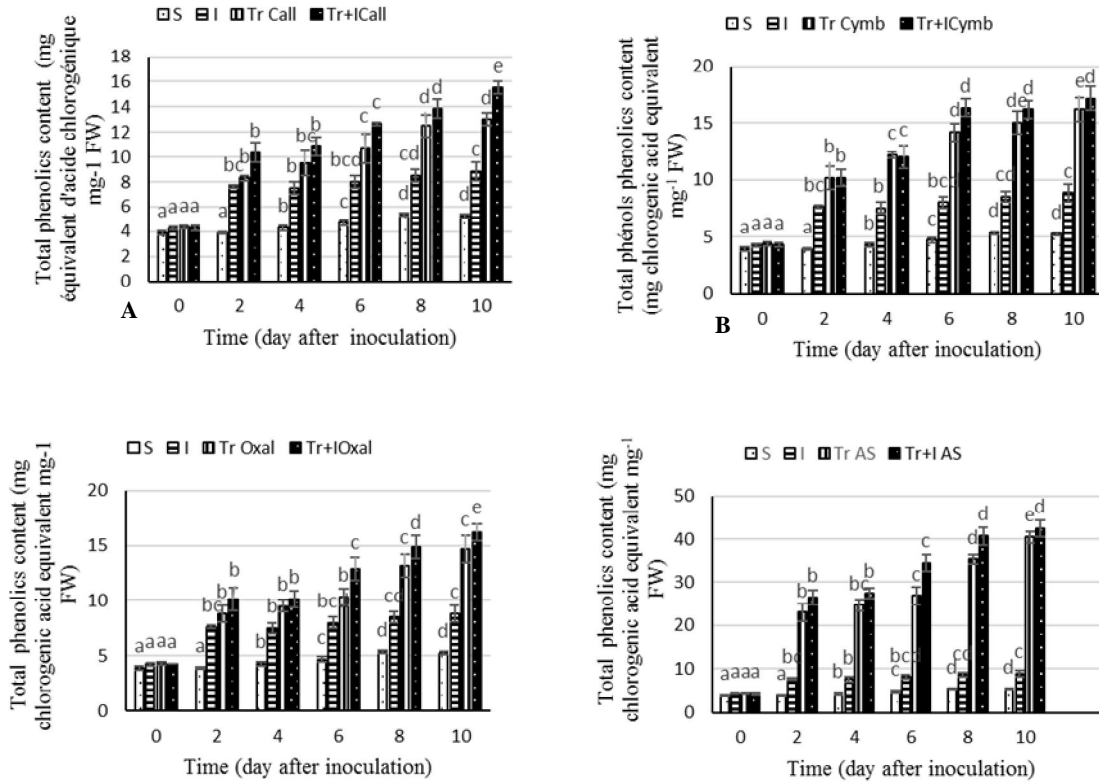 S I Tr Call Tr+ICall
Total phenolics content (mg
équivalent d'acide chlorogénique
mg-1 FW)
18
16
14
12
10
8
6
4
2
0
a a a a
a bc bc b
b b bc b
c bcd c c
d cd d d
d c d e
0 2 4 6 8 10
A
Time (day after inoculation)
S I Tr Cymb Tr+ICymb
Total phénols phenolics content
(mg chlorogenic acid equivalent
mg-1 FW)
20
15
10
5
0
a a a a
a bc b b
b b c c
c bcd d d
d cd de d
d c e d
0 2 4 6 8 10
B
Time (day after inoculation)
S I Tr Oxal Tr+IOxal
Total phenolics content (mg
chlorogenic acid equivalent mg-1
FW)
20
15
10
5
0
a a a a
a bc b b
b b b b
c bc b c
d cc c d
d d c e
0 2 4 6 8 10
Time (day after inoculation)
S I Tr AS Tr+I AS
Total phenolics content (mg
chlorogenic acid equivalent mg-1
FW)
50
40
30
20
10
0
a a a a
a bc b b
b b bc b
c bcd c c
d cc d d
d c e d
0 2 4 6 8 10
Time (day after inoculation)